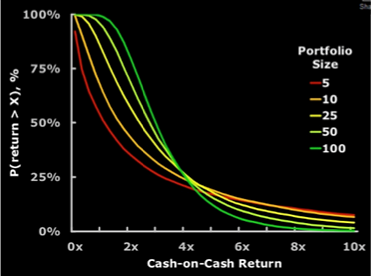 100%
75%
50%
25%
0%
P(return > X), %
Portfolio
Size
5
10
25
50
100
0x
2x
4x
6x
8x
10x
Cash-on-Cash Return